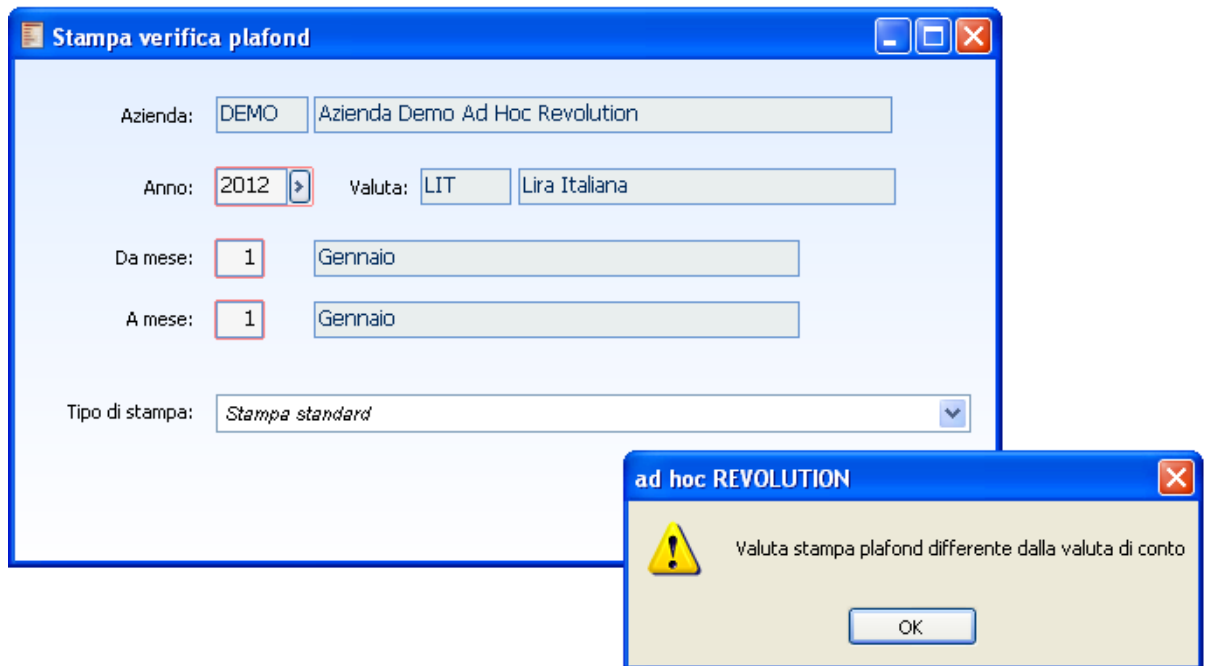 Stampa verifica plafond
Azienda: DEMO Azienda Demo Ad Hoc Revolution
Anno: 2012 Valuta: LIT Lira Italiana
Da mese: 1 Gennaio
A mese: 1 Gennaio
Tipo di stampa: Stampa standard
ad hoc REVOLUTION
Valuta stampa plafond differente dalla valuta di conto
OK